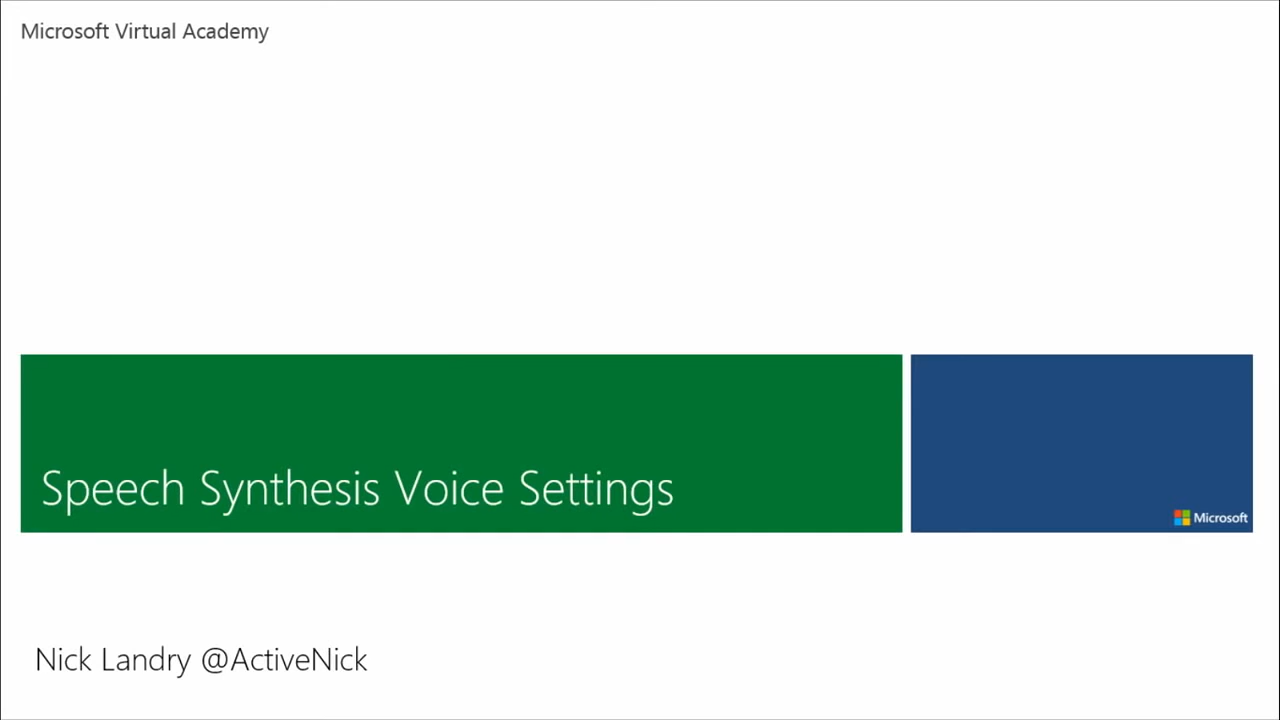 Microsoft Virtual Academy
Speech Synthesis Voice Settings
Microsoft
Nick Landry @ActiveNick